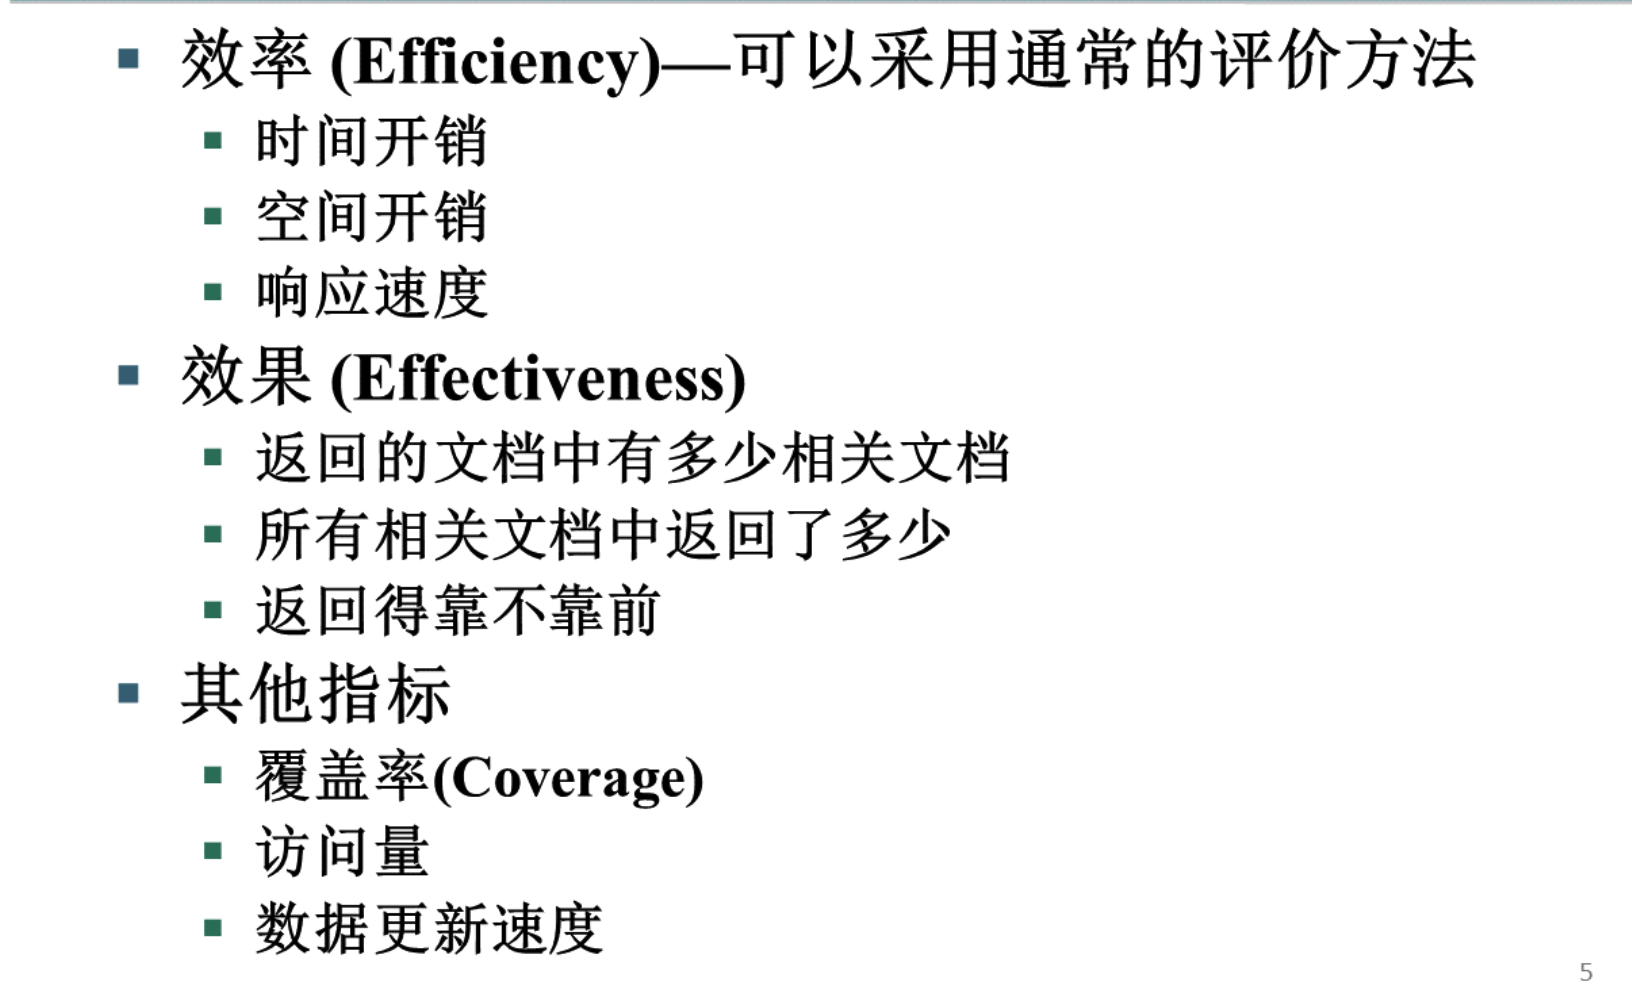 效率 (Efficiency)—可以采用通常的评价方法
时间开销
空间开销
响应速度
效果 (Effectiveness)
返回的文档中有多少相关文档
所有相关文档中返回了多少
返回得靠不靠前
其他指标
覆盖率(Coverage)
访问量
数据更新速度
5